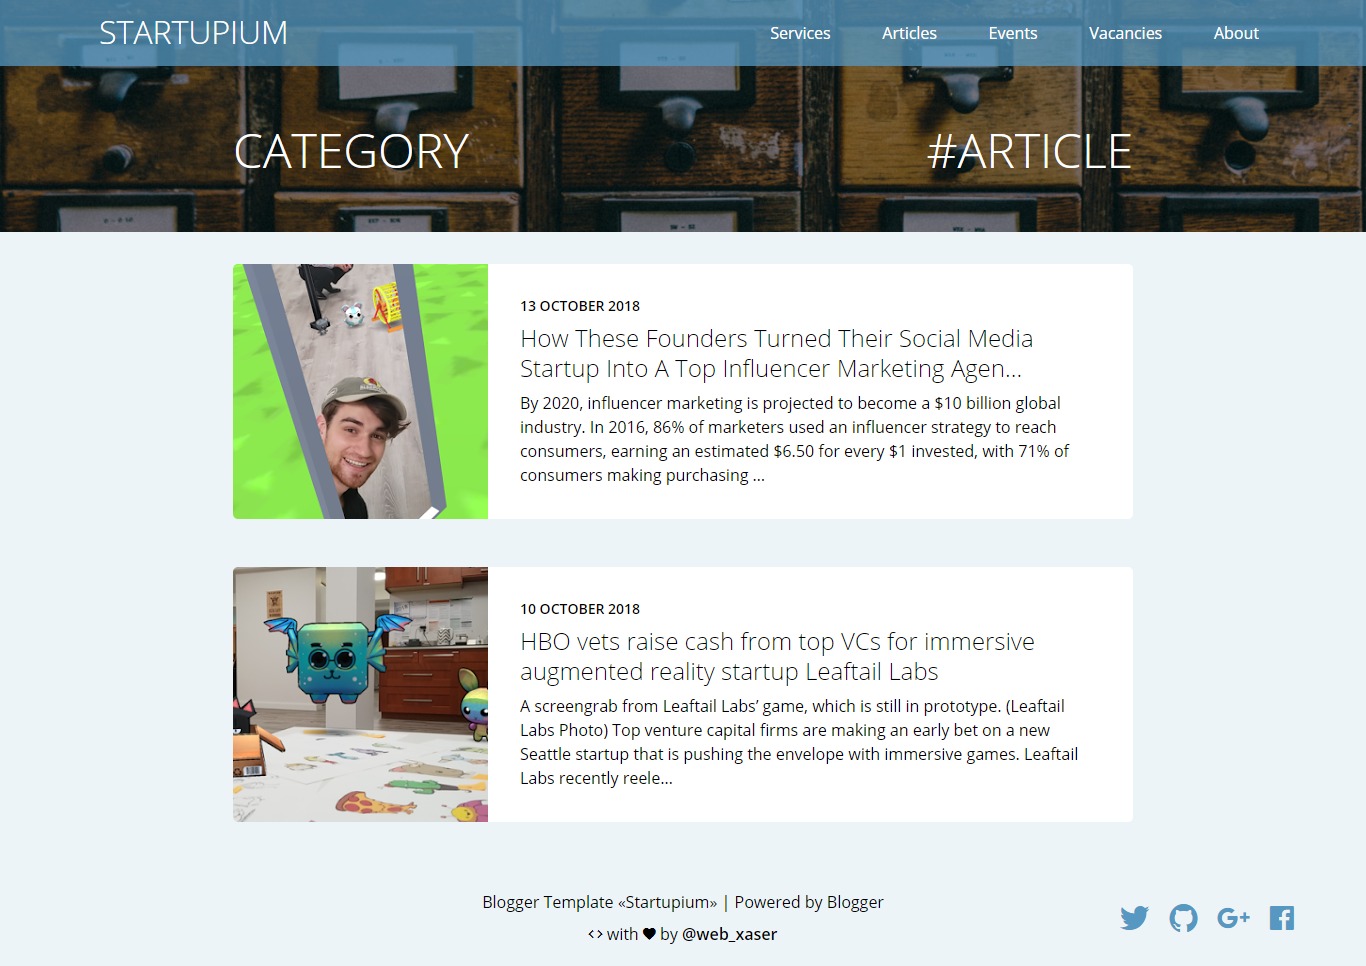 STARTUPIUM
Services Articles Events Vacancies About
CATEGORY #ARTICLE
13 OCTOBER 2018
How These Founders Turned Their Social Media
Startup Into A Top Influencer Marketing Agen...
By 2020, influencer marketing is projected to become a $10 billion global
industry. In 2016, 86% of marketers used an influencer strategy to reach
consumers, earning an estimated $6.50 for every $1 invested, with 71% of
consumers making purchasing ...
10 OCTOBER 2018
HBO vets raise cash from top VCs for immersive
augmented reality startup Leaftail Labs
A screengrab from Leaftail Labs’ game, which is still in prototype. (Leaftail
Labs Photo) Top venture capital firms are making an early bet on a new
Seattle startup that is pushing the envelope with immersive games. Leaftail
Labs recently reele...
Blogger Template «Startupium» | Powered by Blogger
<> with ♥ by @web_xaser